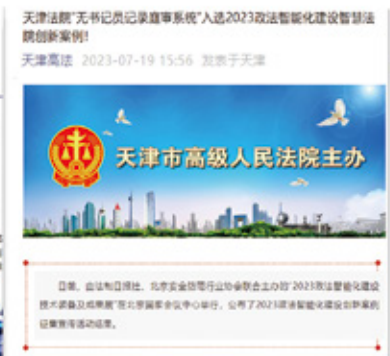 天津法院"无书记员记录庭审系统"入选2023政法智能化建设智慧法
院创新案例!
天津高法 2023-07-19 15:56 发表于天津
天津市高级人民法院主办
日前，由法制日报社、北京安全防范行业协会联合主办的"2023政法智能化建设
技术装备及成果展"在北京国家会议中心举行，公布了2023政法智能化建设创新案例
征集宣传活动结果。